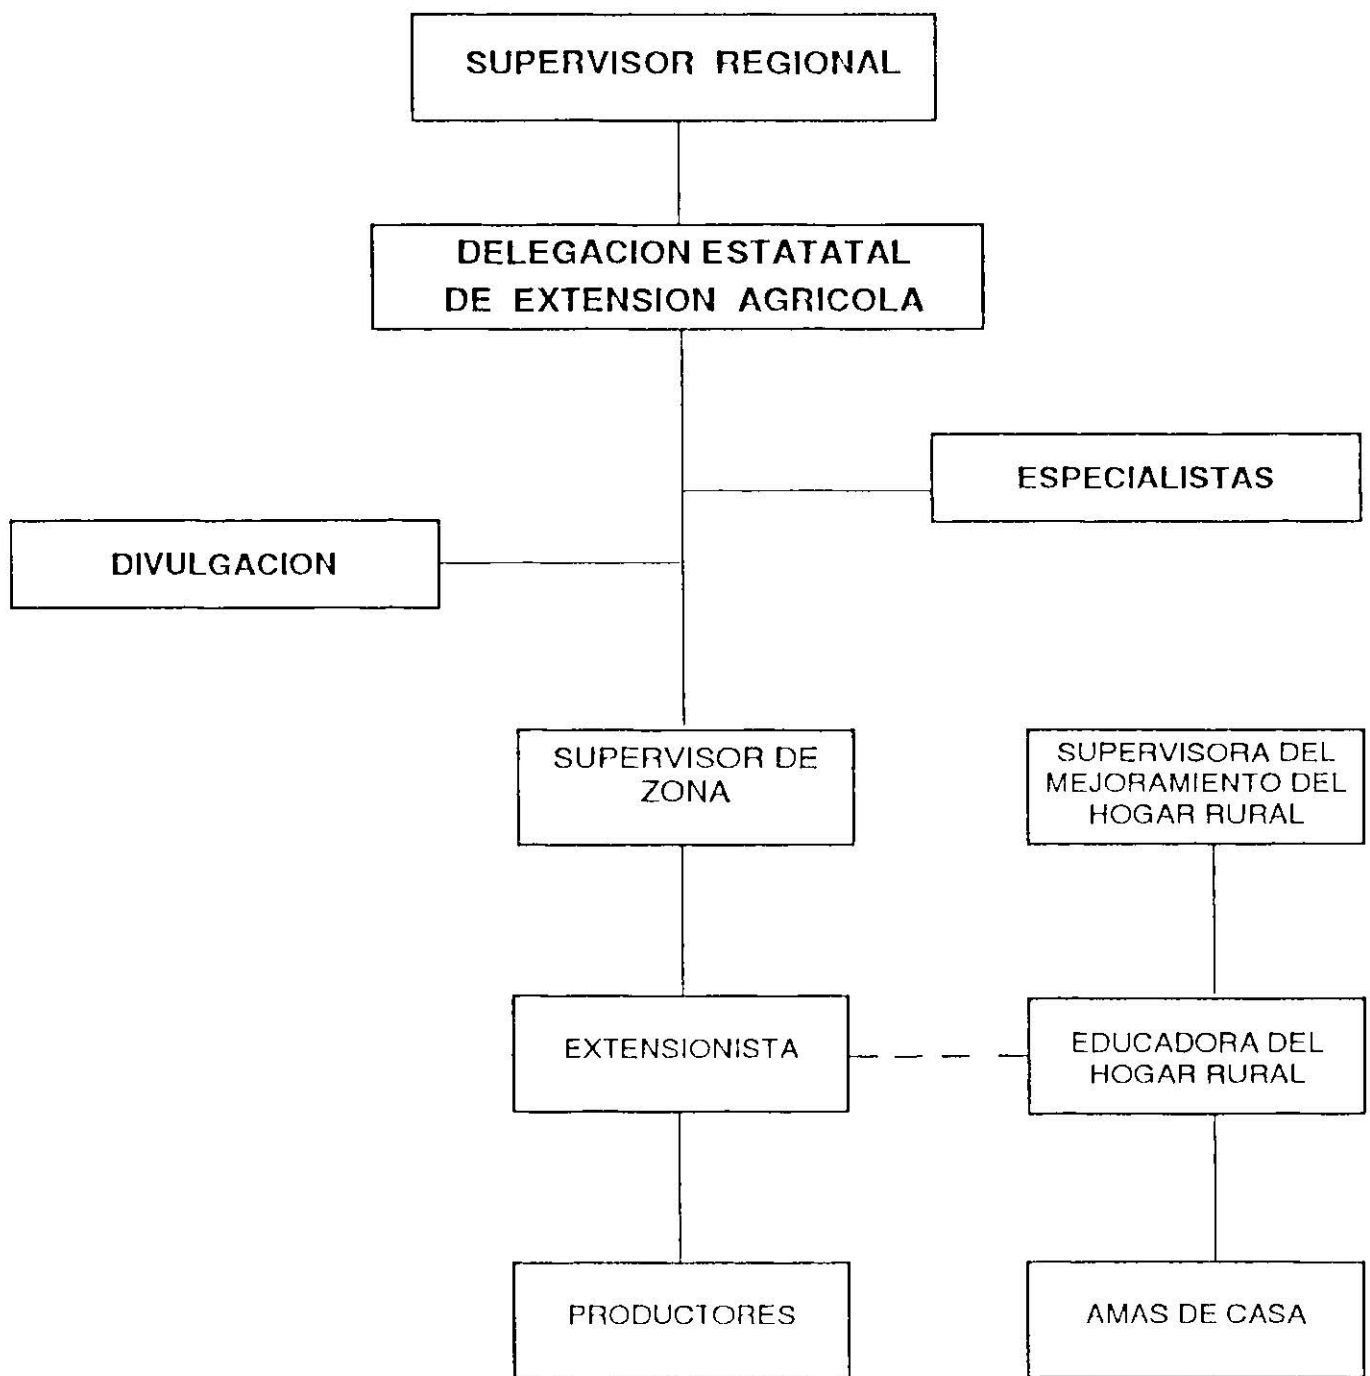 SUPERVISOR REGIONAL
DELEGACION ESTATATAL
DE EXTENSION AGRICOLA
ESPECIALISTAS
DIVULGACION
SUPERVISOR DE
ZONA
SUPERVISORA DEL
MEJORAMIENTO DEL
HOGAR RURAL
EXTENSIONISTA
EDUCADORA DEL
HOGAR RURAL
PRODUCTORES
AMAS DE CASA